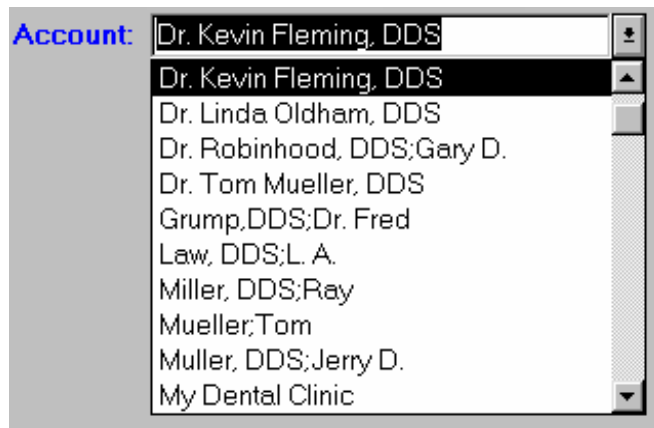 Account: Dr. Kevin Fleming, DDS
Dr. Kevin Fleming, DDS
Dr. Linda Oldham, DDS
Dr. Robinhood, DDS;Gary D.
Dr. Tom Mueller, DDS
Grump,DDS;Dr. Fred
Law, DDS;L. A.
Miller, DDS;Ray
Mueller;Tom
Muller, DDS;Jerry D.
My Dental Clinic